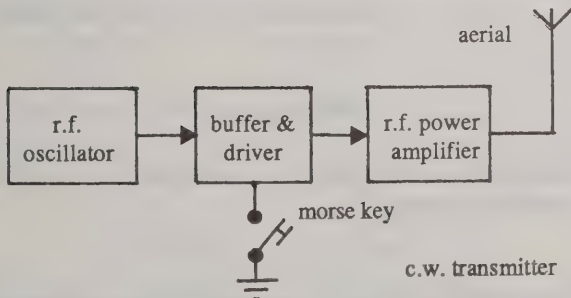 aerial
r.f.
oscillator
buffer &
driver
r.f. power
amplifier
morse key
c.w. transmitter